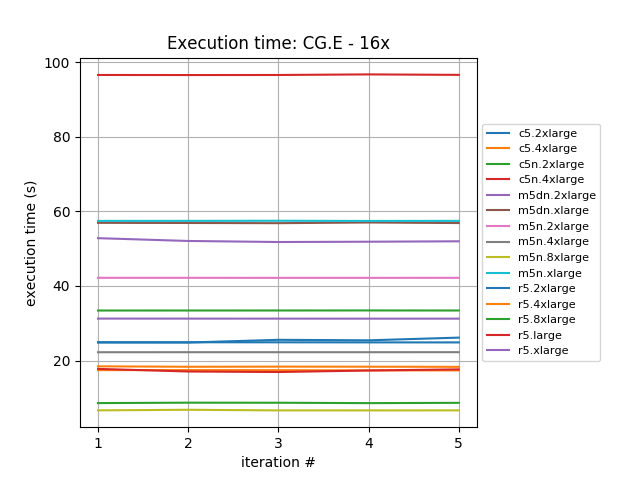 Execution time: CG.E - 16x
100
80
60
40
20
execution time (s)
1 2 3 4 5
iteration #
c5.2xlarge
c5.4xlarge
c5n.2xlarge
c5n.4xlarge
m5dn.2xlarge
m5dn.xlarge
m5n.2xlarge
m5n.4xlarge
m5n.8xlarge
m5n.xlarge
r5.2xlarge
r5.4xlarge
r5.8xlarge
r5.large
r5.xlarge